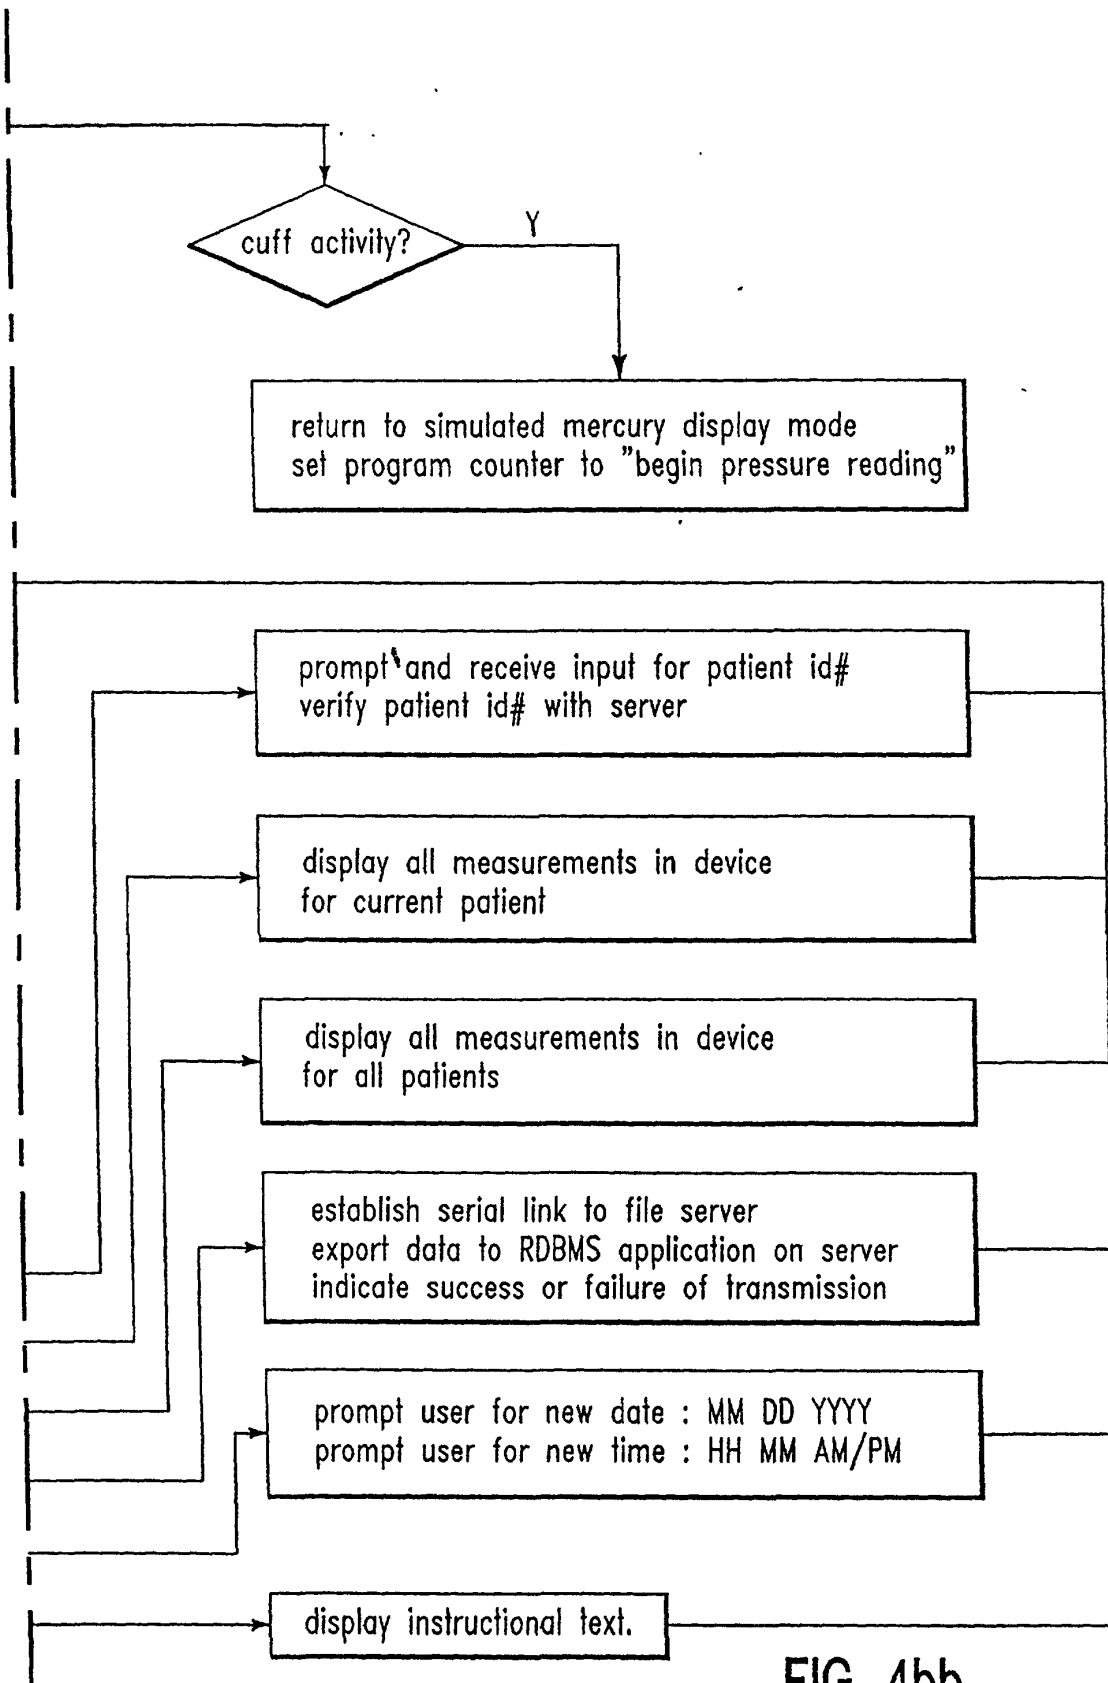 Y
cuff activity?
return to simulated mercury display mode
set program counter to "begin pressure reading"
prompt and receive input for patient id#
verify patient id# with server
display all measurements in device
for current patient
display all measurements in device
for all patients
establish serial link to file server
export data to RDBMS application on server
indicate success or failure of transmission
prompt user for new date : MM DD YYYY
prompt user for new time : HH MM AM/PM
display instructional text.
FIG. 4bb